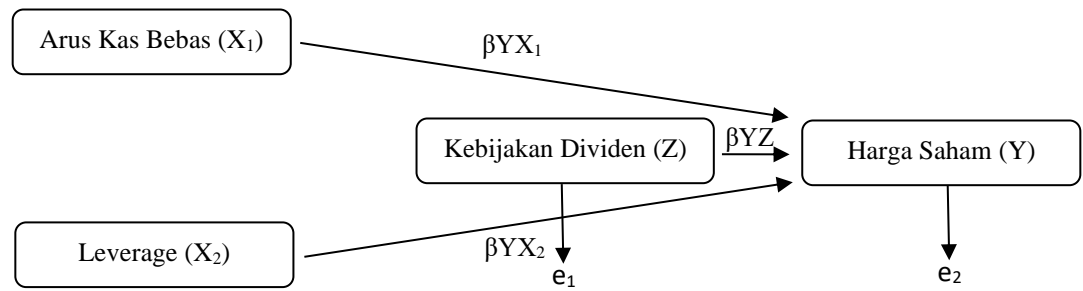 Arus Kas Bebas (X₁)
βYX₁
Kebijakan Dividen (Z)
βYZ
Harga Saham (Y)
Leverage (X₂)
βYX₂
e₁
e₂